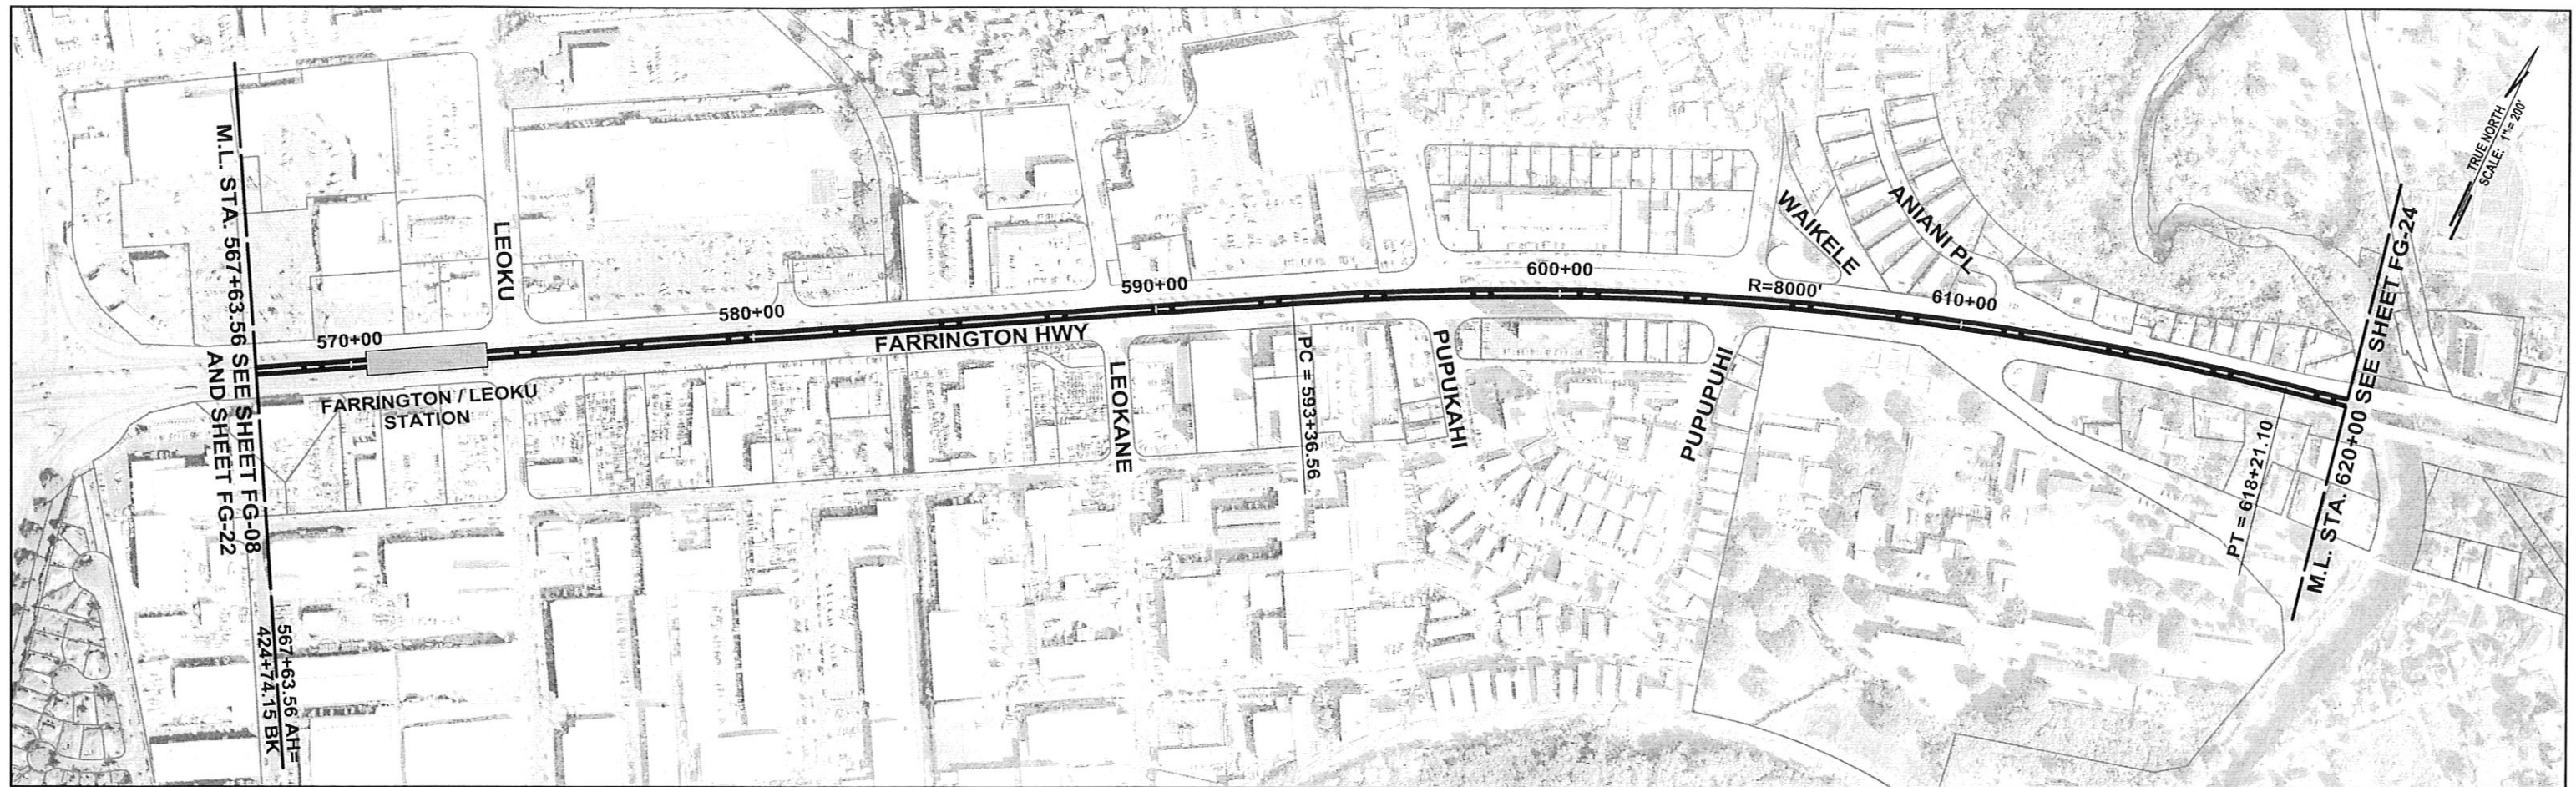 M.L. STA. 567+63.56 SEE SHEET FG-08
AND SHEET FG-22
567+63.56 AH=
424+74.15 BK
570+00
FARRINGTON / LEOKU
STATION
LEOKU
580+00
FARRINGTON HWY
590+00
LEOKANE
PC = 593+36.56
PUPUKAHI
600+00
PUPUPUHI
R=8000'
WAIKELE
ANIANI PL
610+00
PT = 618+21.10
M.L. STA. 620+00 SEE SHEET FG-24
TRUE NORTH
SCALE: 1" = 200'